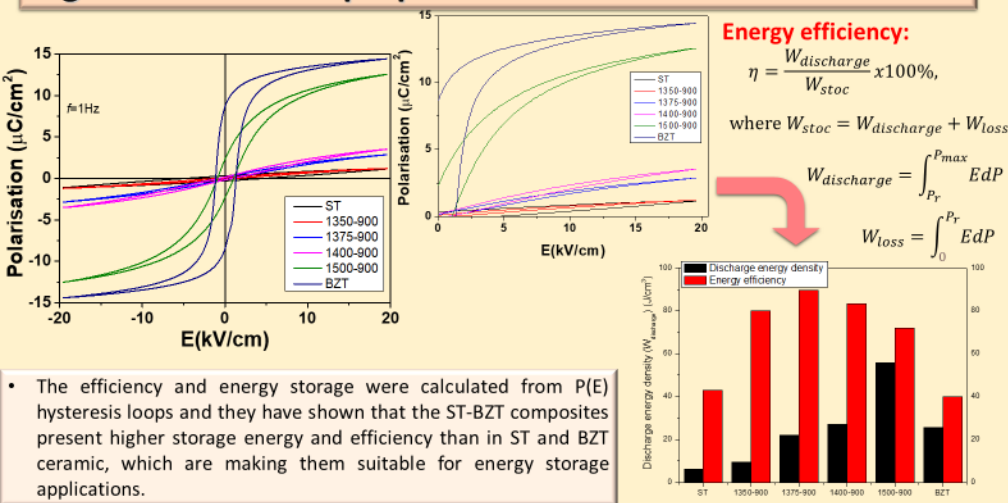 15
10
5
0
-5
-10
-15
-20
-10
0
10
20
Polarisation (μC/cm²)
E(kV/cm)
f=1Hz
ST
1350-900
1375-900
1400-900
1500-900
BZT
15
10
5
0
0
5
10
15
20
Polarisation (μC/cm²)
E(kV/cm)
ST
1350-900
1375-900
1400-900
1500-900
BZT
Energy efficiency:
η = W_discharge / W_stoc x100%,
where W_stoc = W_discharge + W_loss
W_discharge = ∫_{P_r}^{P_max} EdP
W_loss = ∫_0^{P_r} EdP
Discharge energy density
Energy efficiency
Discharge energy density (W_discharge) (J/cm³)
100
80
60
40
20
0
100
80
60
40
20
0
ST
1350-900
1375-900
1400-900
1500-900
BZT
• The efficiency and energy storage were calculated from P(E)
hysteresis loops and they have shown that the ST-BZT composites
present higher storage energy and efficiency than in ST and BZT
ceramic, which are making them suitable for energy storage
applications.